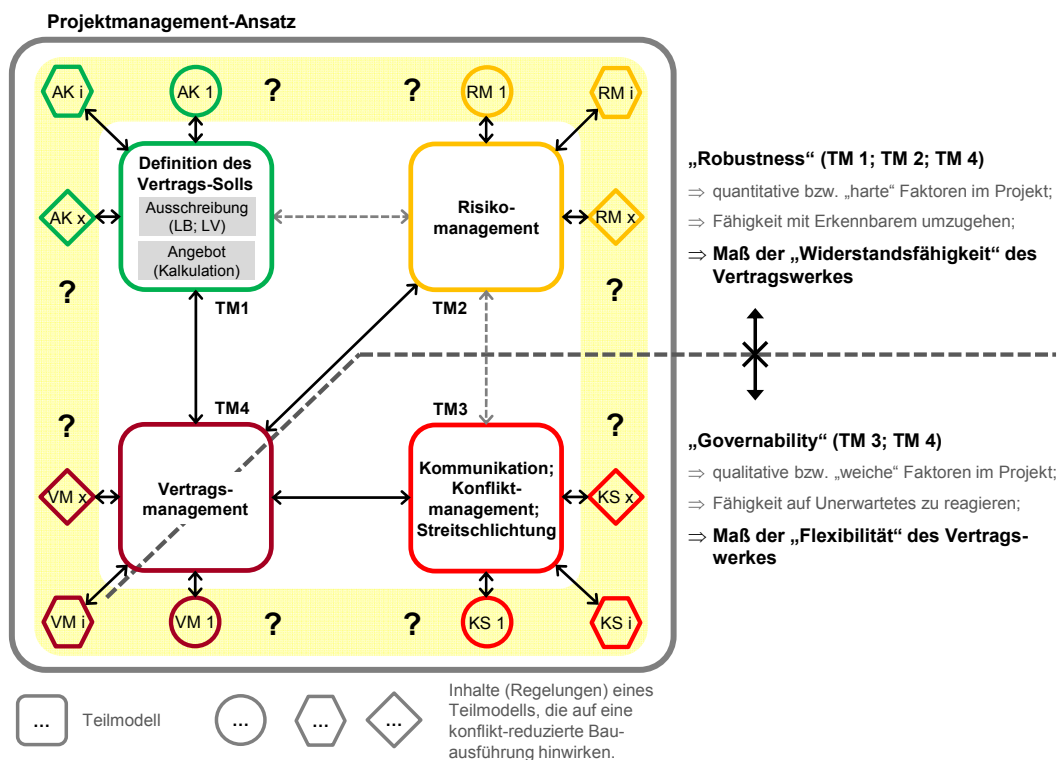 Projektmanagement-Ansatz
AK i
AK 1
?
?
RM 1
RM i
Definition des
Vertrags-Solls
Ausschreibung
(LB; LV)
Angebot
(Kalkulation)
AK x
Risiko-
management
RM x
?
?
TM1
TM2
„Robustness“ (TM 1; TM 2; TM 4)
⇒ quantitative bzw. „harte“ Faktoren im Projekt;
⇒ Fähigkeit mit Erkennbarem umzugehen;
⇒ Maß der „Widerstandsfähigkeit“ des
Vertragswerkes
TM4
TM3
?
?
Vertrags-
management
VM x
Kommunikation;
Konflikt-
management;
Streitschlichtung
KS x
„Governability“ (TM 3; TM 4)
⇒ qualitative bzw. „weiche“ Faktoren im Projekt;
⇒ Fähigkeit auf Unerwartetes zu reagieren;
⇒ Maß der „Flexibilität“ des Vertrags-
werkes
VM i
VM 1
?
?
KS 1
KS i
...
Teilmodell
...
...
...
Inhalte (Regelungen) eines
Teilmodells, die auf eine
konflikt-reduzierte Bau-
ausführung hinwirken.